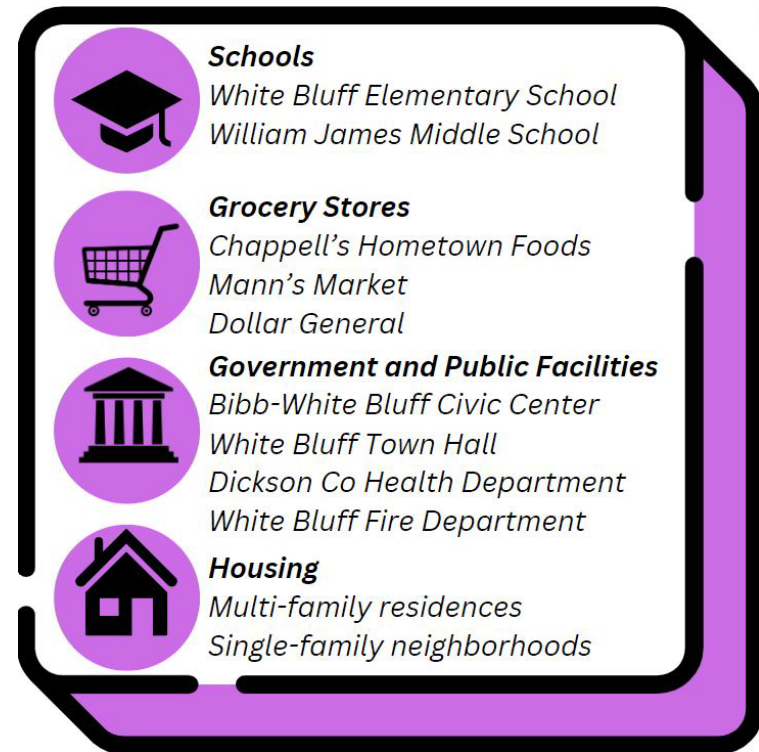 Schools
White Bluff Elementary School
William James Middle School
Grocery Stores
Chappell’s Hometown Foods
Mann’s Market
Dollar General
Government and Public Facilities
Bibb-White Bluff Civic Center
White Bluff Town Hall
Dickson Co Health Department
White Bluff Fire Department
Housing
Multi-family residences
Single-family neighborhoods